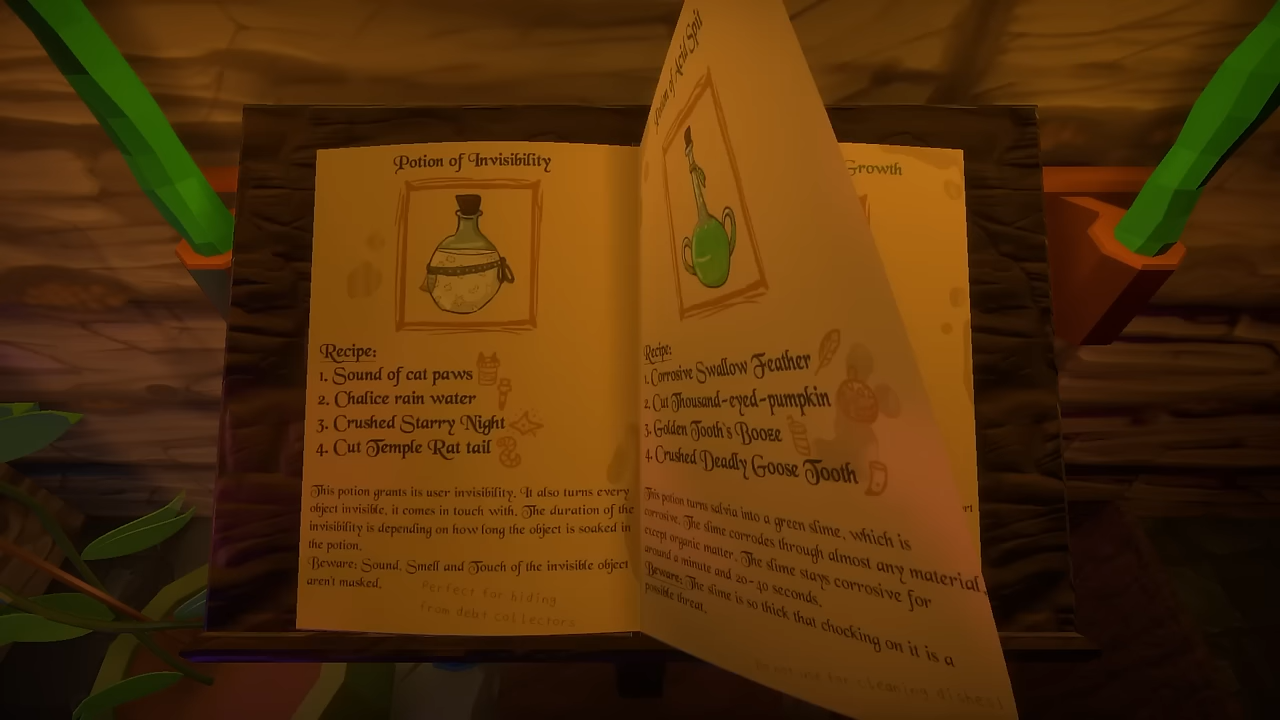 Potion of Invisibility
Recipe:
1. Sound of cat paws
2. Chalice rain water
3. Crushed Starry Night
4. Cut Temple Rat tail
This potion grants its user invisibility. It also turns every
object invisible, it comes in touch with. The duration of the
invisibility is depending on how long the object is soaked in
the potion.
Beware: Sound, Smell and Touch of the invisible object
aren't masked.
Perfect for hiding
from debt collectors
Potion of Acid Spit
Recipe:
1. Corrosive Swallow Feather
2. Cut Thousand-eyed-pumpkin
3. Golden Tooth's Booze
4. Crushed Deadly Goose Tooth
This potion turns salvia into a green slime, which is
corrosive. The slime corrodes through almost any material,
except organic matter. The slime stays corrosive for
around a minute and 20-40 seconds.
Beware: The slime is so thick that chocking on it is a
possible threat.
Do not use for cleaning dishes!
Growth